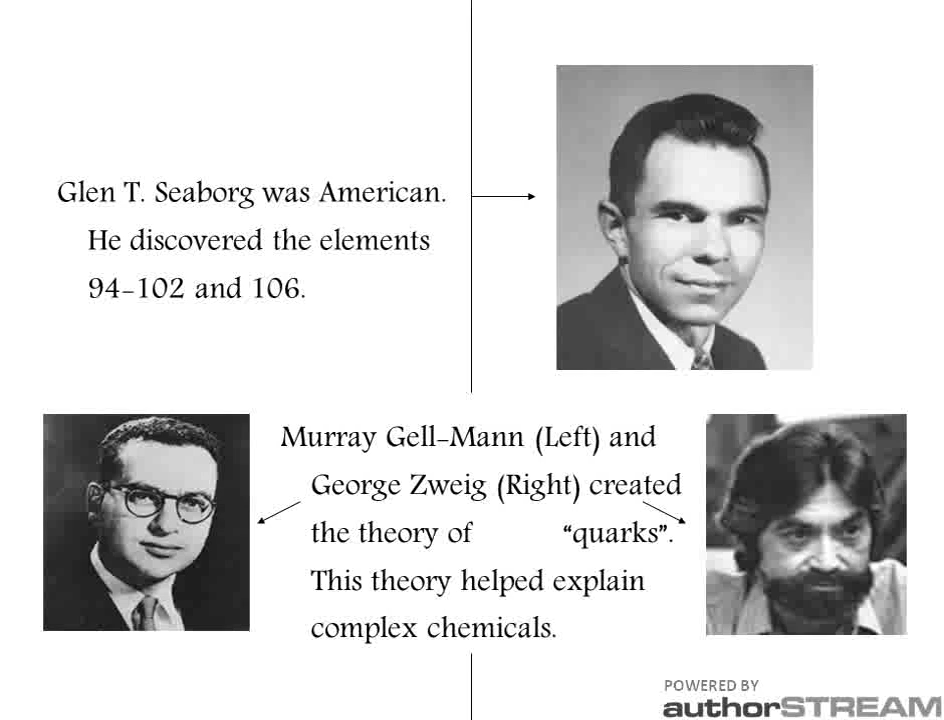 Glen T. Seaborg was American.
He discovered the elements
94-102 and 106.
Murray Gell-Mann (Left) and
George Zweig (Right) created
the theory of “quarks”.
This theory helped explain
complex chemicals.
POWERED BY
authorSTREAM